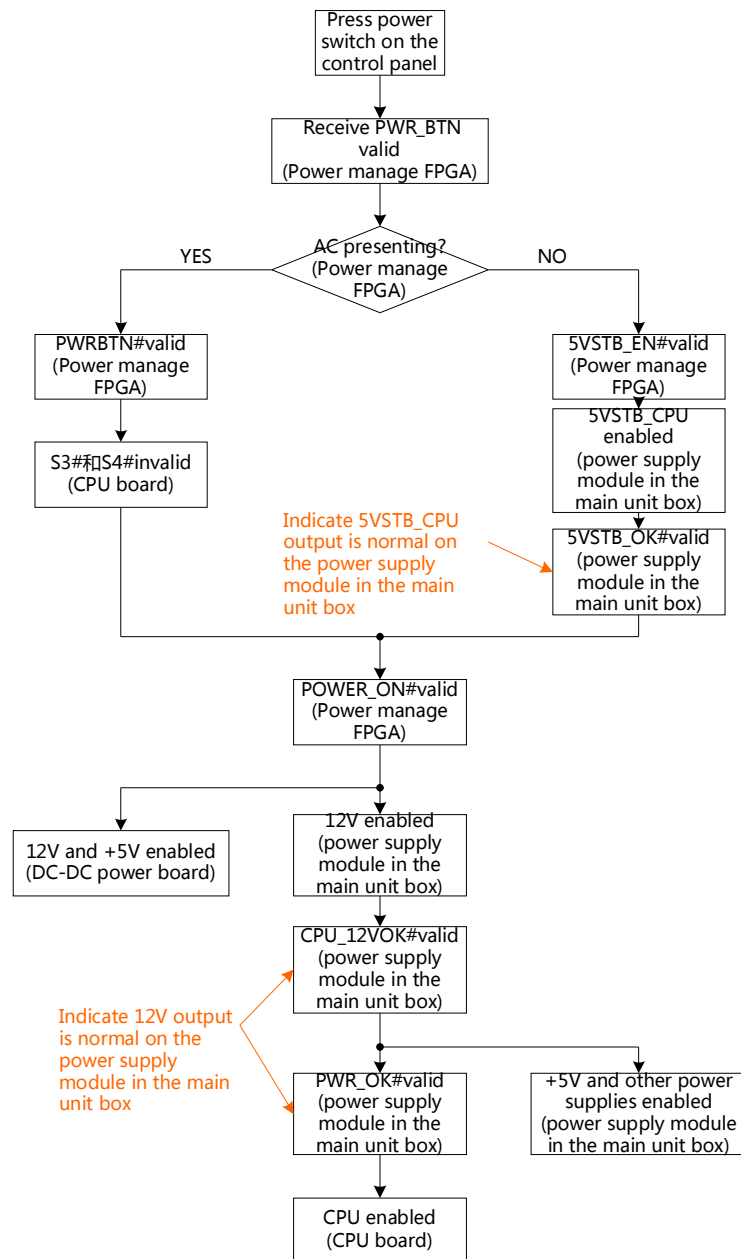 Press power
switch on the
control panel
Receive PWR_BTN
valid
(Power manage FPGA)
AC presenting?
(Power manage
FPGA)
YES
NO
PWRBTN#valid
(Power manage
FPGA)
5VSTB_EN#valid
(Power manage
FPGA)
S3#和S4#invalid
(CPU board)
5VSTB_CPU
enabled
(power supply
module in the
main unit box)
Indicate 5VSTB_CPU
output is normal on
the power supply
module in the main
unit box
5VSTB_OK#valid
(power supply
module in the
main unit box)
POWER_ON#valid
(Power manage
FPGA)
12V and +5V enabled
(DC-DC power board)
12V enabled
(power supply
module in the
main unit box)
CPU_12VOK#valid
(power supply
module in the
main unit box)
Indicate 12V output
is normal on the
power supply
module in the main
unit box
PWR_OK#valid
(power supply
module in the
main unit box)
+5V and other power
supplies enabled
(power supply module
in the main unit box)
CPU enabled
(CPU board)